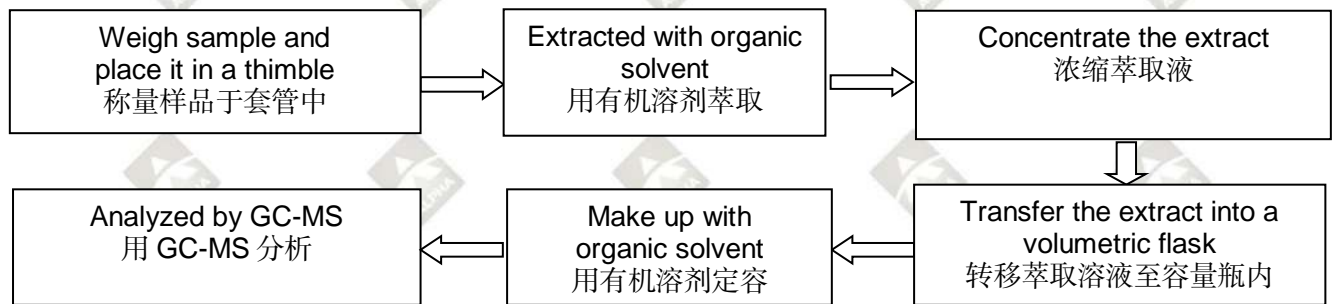 Weigh sample and
place it in a thimble
称量样品于套管中
Extracted with organic
solvent
用有机溶剂萃取
Concentrate the extract
浓缩萃取液
Transfer the extract into a
volumetric flask
转移萃取溶液至容量瓶内
Make up with
organic solvent
用有机溶剂定容
Analyzed by GC-MS
用 GC-MS 分析